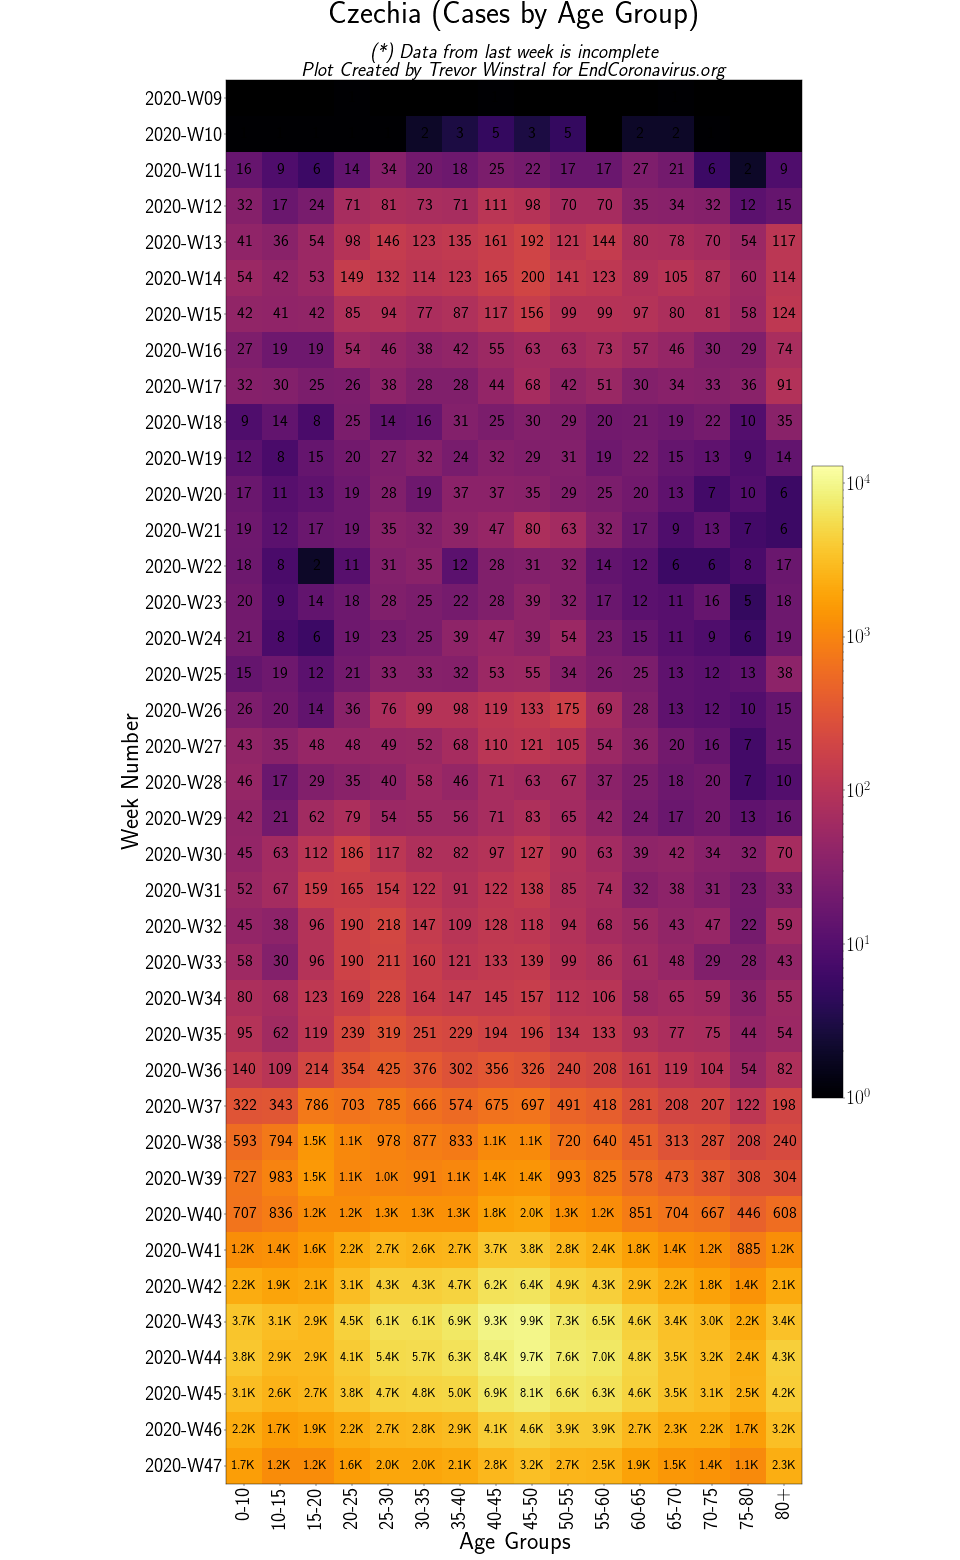 Czechia (Cases by Age Group)
(*) Data from last week is incomplete
Plot Created by Trevor Winstral for EndCoronavirus.org
2020-W09
2020-W10 2 3 5 3 5 2 2
2020-W11 16 9 6 14 34 20 18 25 22 17 17 27 21 6 2 9
2020-W12 32 17 24 71 81 73 71 111 98 70 70 35 34 32 12 15
2020-W13 41 36 54 98 146 123 135 161 192 121 144 80 78 70 54 117
2020-W14 54 42 53 149 132 114 123 165 200 141 123 89 105 87 60 114
2020-W15 42 41 42 85 94 77 87 117 156 99 99 97 80 81 58 124
2020-W16 27 19 19 54 46 38 42 55 63 63 73 57 46 30 29 74
2020-W17 32 30 25 26 38 28 28 44 68 42 51 30 34 33 36 91
2020-W18 9 14 8 25 14 16 31 25 30 29 20 21 19 22 10 35
2020-W19 12 8 15 20 27 32 24 32 29 31 19 22 15 13 9 14
2020-W20 17 11 13 19 28 19 37 37 35 29 25 20 13 7 10 6
2020-W21 19 12 17 19 35 32 39 47 80 63 32 17 9 13 7 6
2020-W22 18 8 2 11 31 35 12 28 31 32 14 12 6 6 8 17
2020-W23 20 9 14 18 28 25 22 28 39 32 17 12 11 16 5 18
2020-W24 21 8 6 19 23 25 39 47 39 54 23 15 11 9 6 19
2020-W25 15 19 12 21 33 33 32 53 55 34 26 25 13 12 13 38
2020-W26 26 20 14 36 76 99 98 119 133 175 69 28 13 12 10 15
2020-W27 43 35 48 48 49 52 68 110 121 105 54 36 20 16 7 15
2020-W28 46 17 29 35 40 58 46 71 63 67 37 25 18 20 7 10
2020-W29 42 21 62 79 54 55 56 71 83 65 42 24 17 20 13 16
2020-W30 45 63 112 186 117 82 82 97 127 90 63 39 42 34 32 70
2020-W31 52 67 159 165 154 122 91 122 138 85 74 32 38 31 23 33
2020-W32 45 38 96 190 218 147 109 128 118 94 68 56 43 47 22 59
2020-W33 58 30 96 190 211 160 121 133 139 99 86 61 48 29 28 43
2020-W34 80 68 123 169 228 164 147 145 157 112 106 58 65 59 36 55
2020-W35 95 62 119 239 319 251 229 194 196 134 133 93 77 75 44 54
2020-W36 140 109 214 354 425 376 302 356 326 240 208 161 119 104 54 82
2020-W37 322 343 786 703 785 666 574 675 697 491 418 281 208 207 122 198
2020-W38 593 794 1.5K 1.1K 978 877 833 1.1K 1.1K 720 640 451 313 287 208 240
2020-W39 727 983 1.5K 1.1K 1.0K 991 1.1K 1.4K 1.4K 993 825 578 473 387 308 304
2020-W40 707 836 1.2K 1.2K 1.3K 1.3K 1.3K 1.8K 2.0K 1.3K 1.2K 851 704 667 446 608
2020-W41 1.2K 1.4K 1.6K 2.2K 2.7K 2.6K 2.7K 3.7K 3.8K 2.8K 2.4K 1.8K 1.4K 1.2K 885 1.2K
2020-W42 2.2K 1.9K 2.1K 3.1K 4.3K 4.3K 4.7K 6.2K 6.4K 4.9K 4.3K 2.9K 2.2K 1.8K 1.4K 2.1K
2020-W43 3.7K 3.1K 2.9K 4.5K 6.1K 6.1K 6.9K 9.3K 9.9K 7.3K 6.5K 4.6K 3.4K 3.0K 2.2K 3.4K
2020-W44 3.8K 2.9K 2.9K 4.1K 5.4K 5.7K 6.3K 8.4K 9.7K 7.6K 7.0K 4.8K 3.5K 3.2K 2.4K 4.3K
2020-W45 3.1K 2.6K 2.7K 3.8K 4.7K 4.8K 5.0K 6.9K 8.1K 6.6K 6.3K 4.6K 3.5K 3.1K 2.5K 4.2K
2020-W46 2.2K 1.7K 1.9K 2.2K 2.7K 2.8K 2.9K 4.1K 4.6K 3.9K 3.9K 2.7K 2.3K 2.2K 1.7K 3.2K
2020-W47 1.7K 1.2K 1.2K 1.6K 2.0K 2.0K 2.1K 2.8K 3.2K 2.7K 2.5K 1.9K 1.5K 1.4K 1.1K 2.3K
0-10 10-15 15-20 20-25 25-30 30-35 35-40 40-45 45-50 50-55 55-60 60-65 65-70 70-75 75-80 80+
Age Groups
Week Number
10⁴
10³
10²
10¹
10⁰